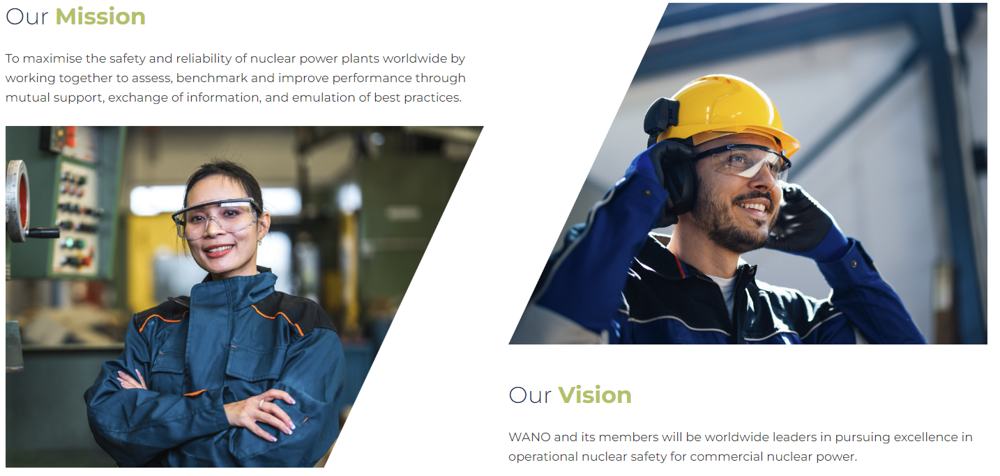 Our Mission
To maximise the safety and reliability of nuclear power plants worldwide by
working together to assess, benchmark and improve performance through
mutual support, exchange of information, and emulation of best practices.
Our Vision
WANO and its members will be worldwide leaders in pursuing excellence in
operational nuclear safety for commercial nuclear power.